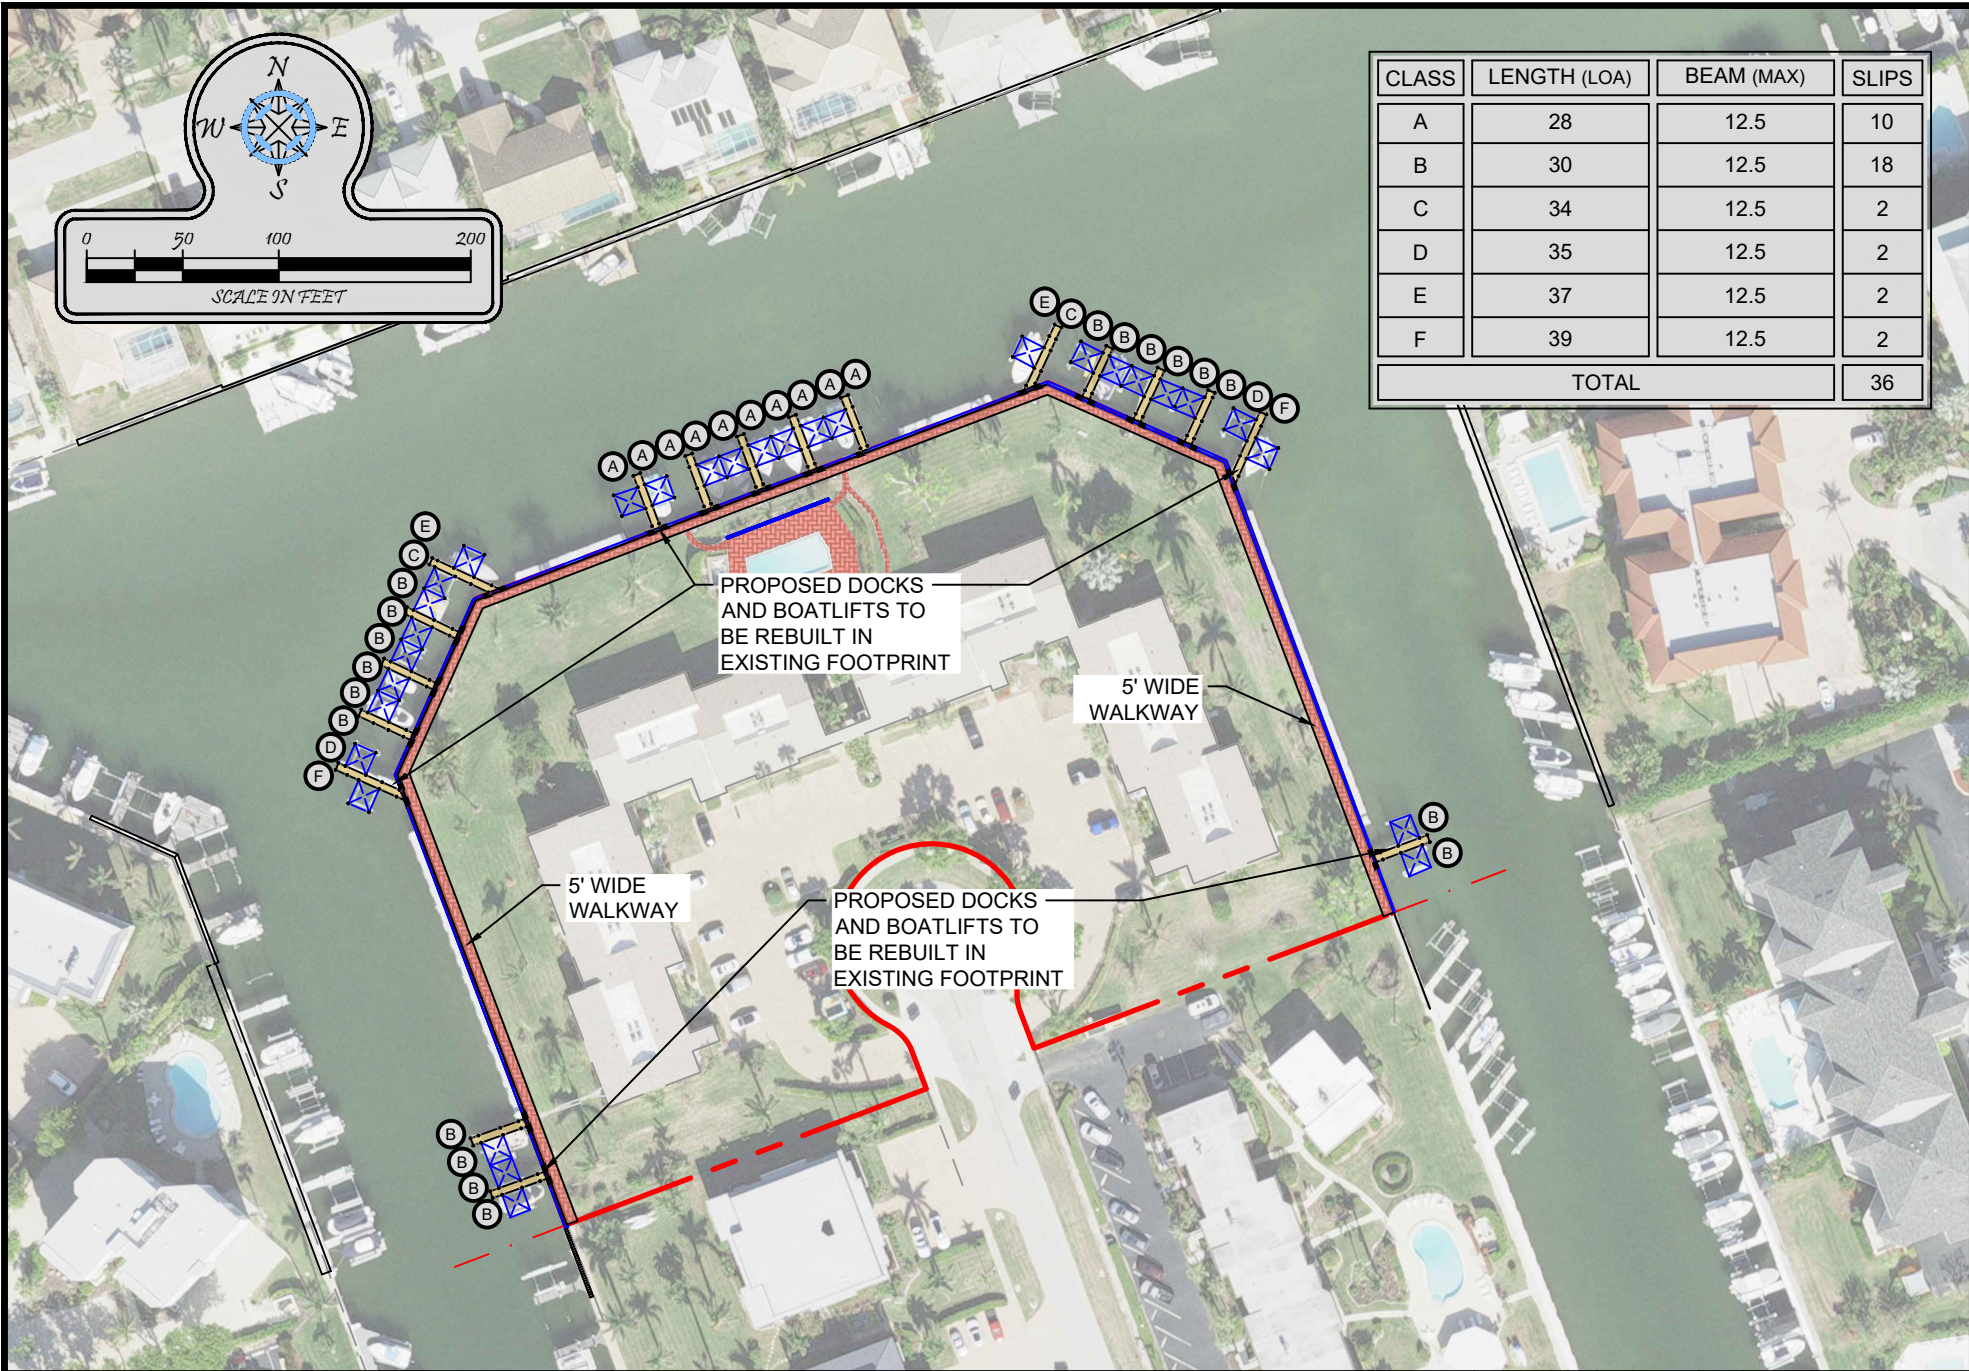 N
W E
S
0 50 100 200
SCALE IN FEET
CLASS LENGTH (LOA) BEAM (MAX) SLIPS
A 28 12.5 10
B 30 12.5 18
C 34 12.5 2
D 35 12.5 2
E 37 12.5 2
F 39 12.5 2
TOTAL 36
E
C
B
B
B
B
B
B
D
F
A
A
A
A
A
A
A
A
A
A
E
C
B
B
B
B
B
B
D
F
PROPOSED DOCKS
AND BOATLIFTS TO
BE REBUILT IN
EXISTING FOOTPRINT
5' WIDE
WALKWAY
B
B
5' WIDE
WALKWAY
PROPOSED DOCKS
AND BOATLIFTS TO
BE REBUILT IN
EXISTING FOOTPRINT
B
B
B
B